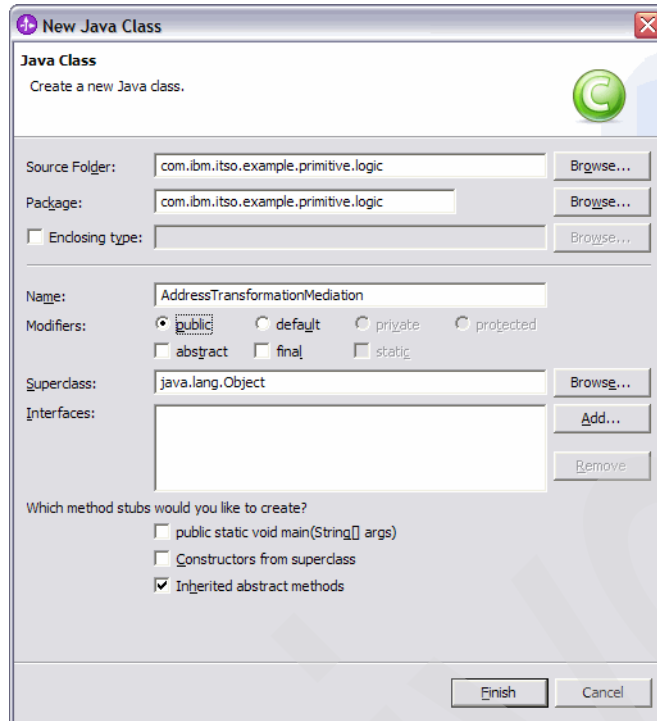 New Java Class
Java Class
Create a new Java class.
C
Source Folder: com.ibm.itso.example.primitive.logic Browse...
Package: com.ibm.itso.example.primitive.logic Browse...
Enclosing type: Browse...
Name: AddressTransformationMediation
Modifiers: public default private protected
abstract final static
Superclass: java.lang.Object Browse...
Interfaces: Add...
Remove
Which method stubs would you like to create?
public static void main(String[] args)
Constructors from superclass
Inherited abstract methods
Finish Cancel